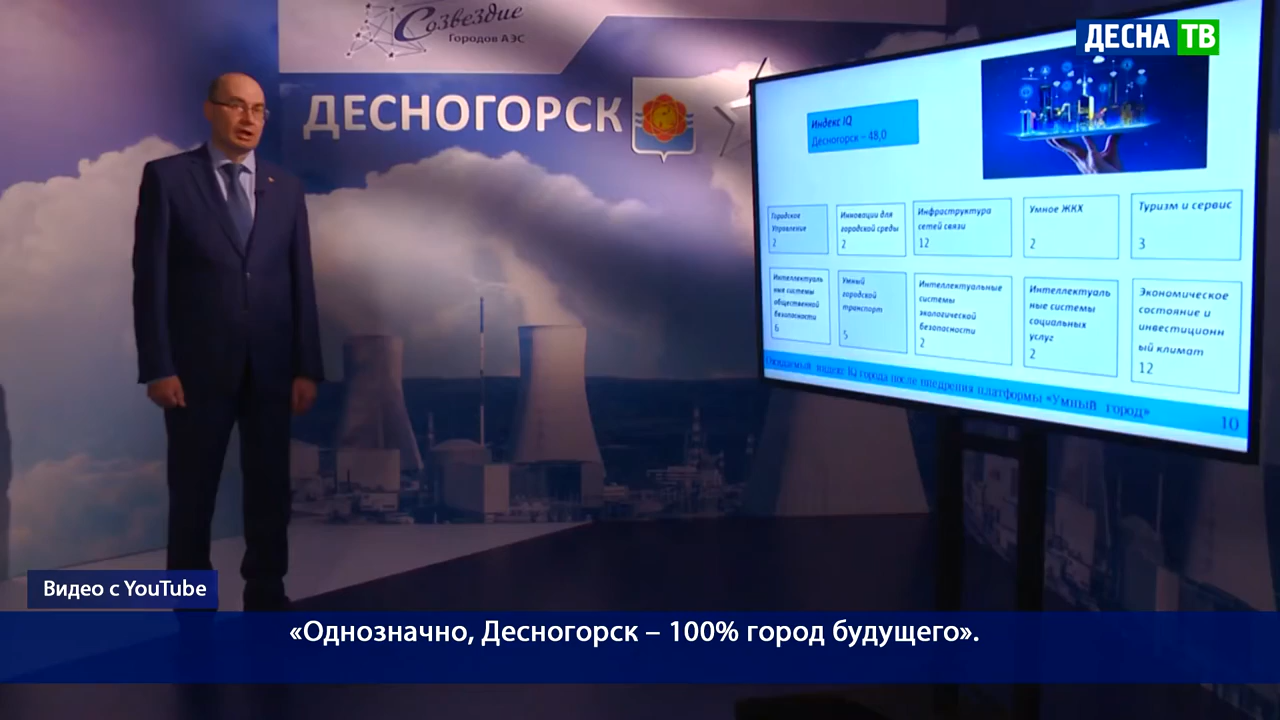 Созвездие
Городов АЭС
ДЕСНА ТВ
ДЕСНОГОРСК
Индекс IQ
Десногорск – 48,0
Городское
Управление
2
Инновации для
городской среды
2
Инфраструктура
сетей связи
12
Умное ЖКХ
2
Туризм и сервис
3
Интеллектуаль
ные системы
общественной
безопасности
6
Умный
городской
транспорт
5
Интеллектуальные
системы
экологической
безопасности
2
Интеллектуаль
ные системы
социальных
услуг
2
Экономическое
состояние и
инвестиционн
ый климат
12
Ожидаемый индекс IQ города после внедрения платформы «Умный город»
10
Видео с YouTube
«Однозначно, Десногорск – 100% город будущего».